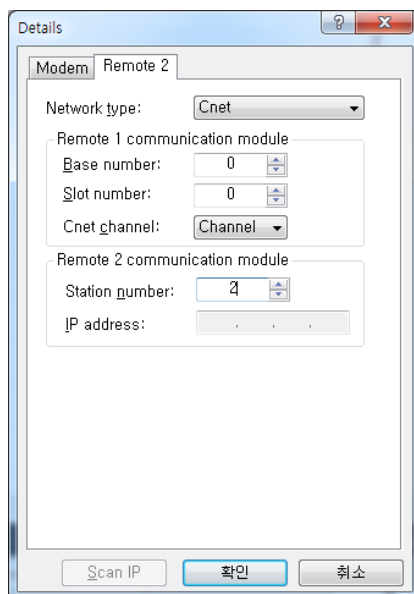 Details
?
x
Modem
Remote 2
Network type: Cnet
Remote 1 communication module
Base number: 0
Slot number: 0
Cnet channel: Channel
Remote 2 communication module
Station number: 2
IP address: . . .
Scan IP
확인
취소